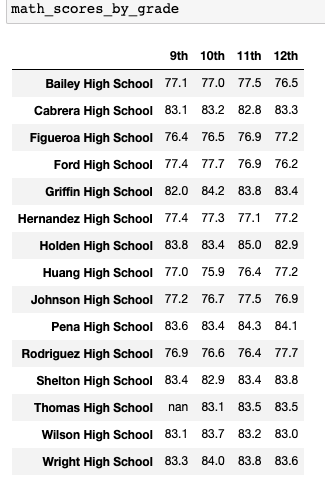 math_scores_by_grade
9th 10th 11th 12th
Bailey High School 77.1 77.0 77.5 76.5
Cabrera High School 83.1 83.2 82.8 83.3
Figueroa High School 76.4 76.5 76.9 77.2
Ford High School 77.4 77.7 76.9 76.2
Griffin High School 82.0 84.2 83.8 83.4
Hernandez High School 77.4 77.3 77.1 77.2
Holden High School 83.8 83.4 85.0 82.9
Huang High School 77.0 75.9 76.4 77.2
Johnson High School 77.2 76.7 77.5 76.9
Pena High School 83.6 83.4 84.3 84.1
Rodriguez High School 76.9 76.6 76.4 77.7
Shelton High School 83.4 82.9 83.4 83.8
Thomas High School nan 83.1 83.5 83.5
Wilson High School 83.1 83.7 83.2 83.0
Wright High School 83.3 84.0 83.8 83.6